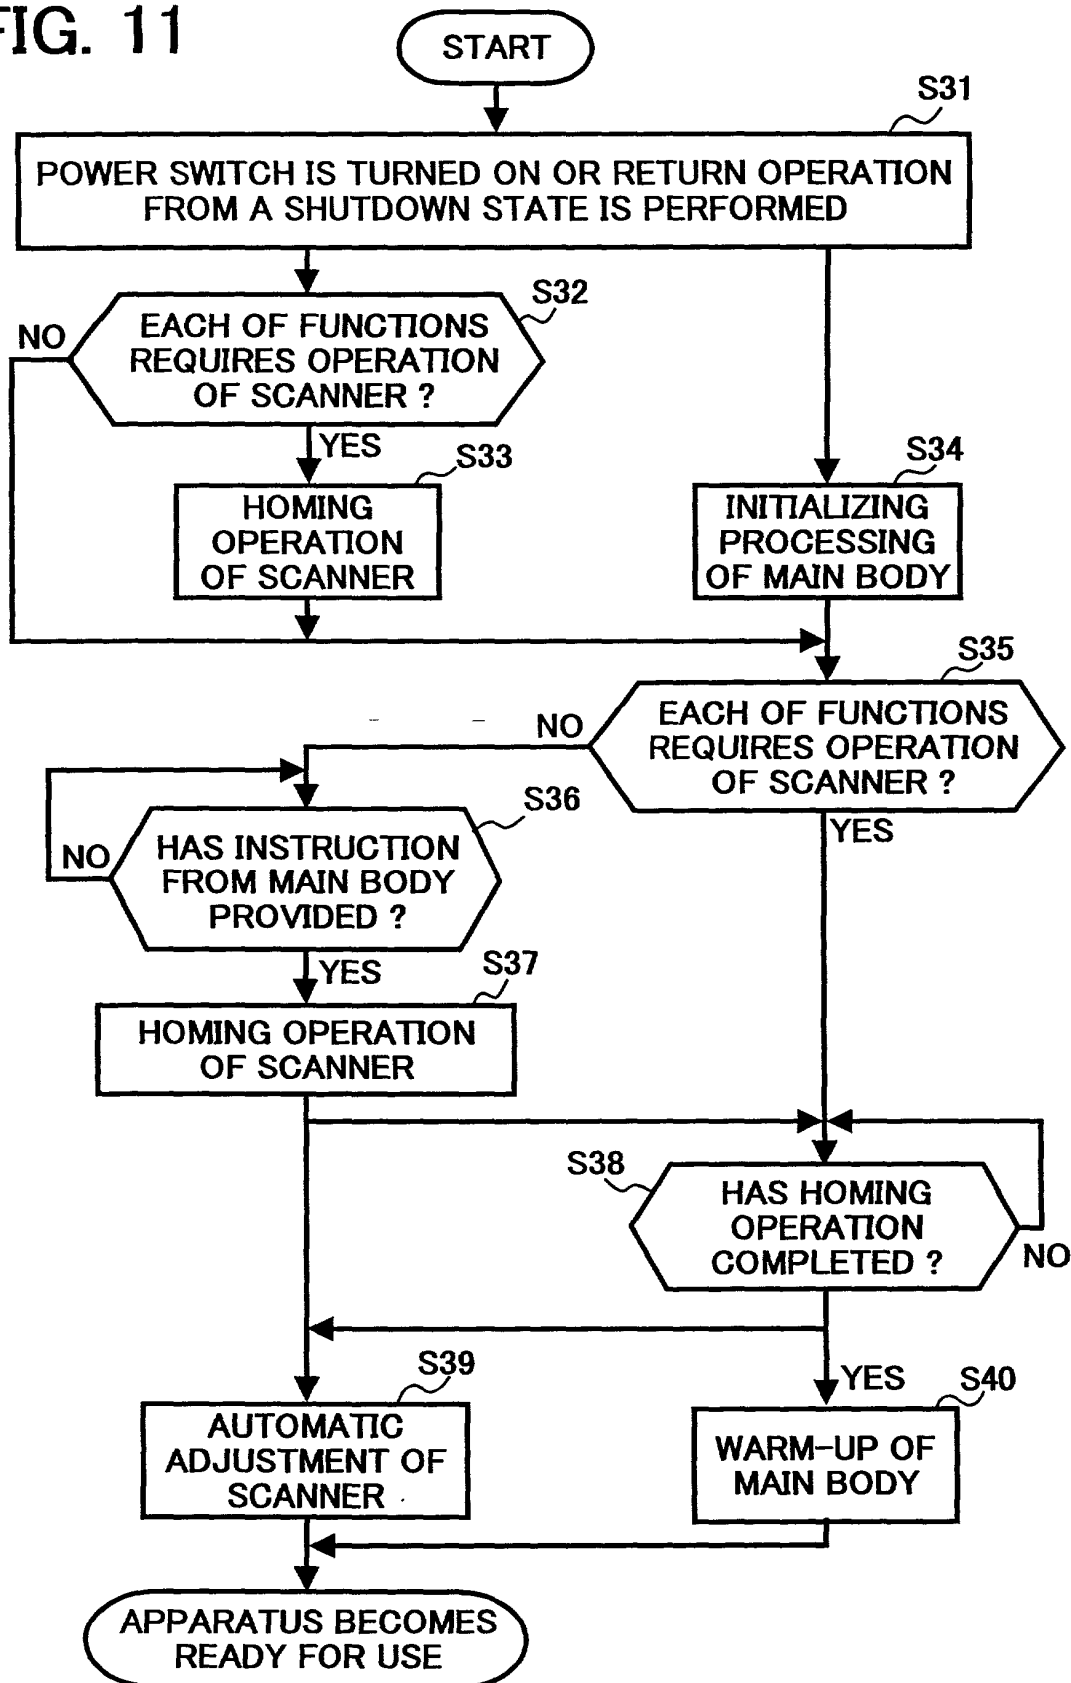 FIG. 11
START
S31
POWER SWITCH IS TURNED ON OR RETURN OPERATION
FROM A SHUTDOWN STATE IS PERFORMED
S32
EACH OF FUNCTIONS
REQUIRES OPERATION
OF SCANNER ?
NO
YES
S33
HOMING
OPERATION
OF SCANNER
S34
INITIALIZING
PROCESSING
OF MAIN BODY
S35
EACH OF FUNCTIONS
REQUIRES OPERATION
OF SCANNER ?
NO
YES
S36
HAS INSTRUCTION
FROM MAIN BODY
PROVIDED ?
NO
YES
S37
HOMING OPERATION
OF SCANNER
S38
HAS HOMING
OPERATION
COMPLETED ?
NO
YES
S39
AUTOMATIC
ADJUSTMENT OF
SCANNER
S40
WARM-UP OF
MAIN BODY
APPARATUS BECOMES
READY FOR USE